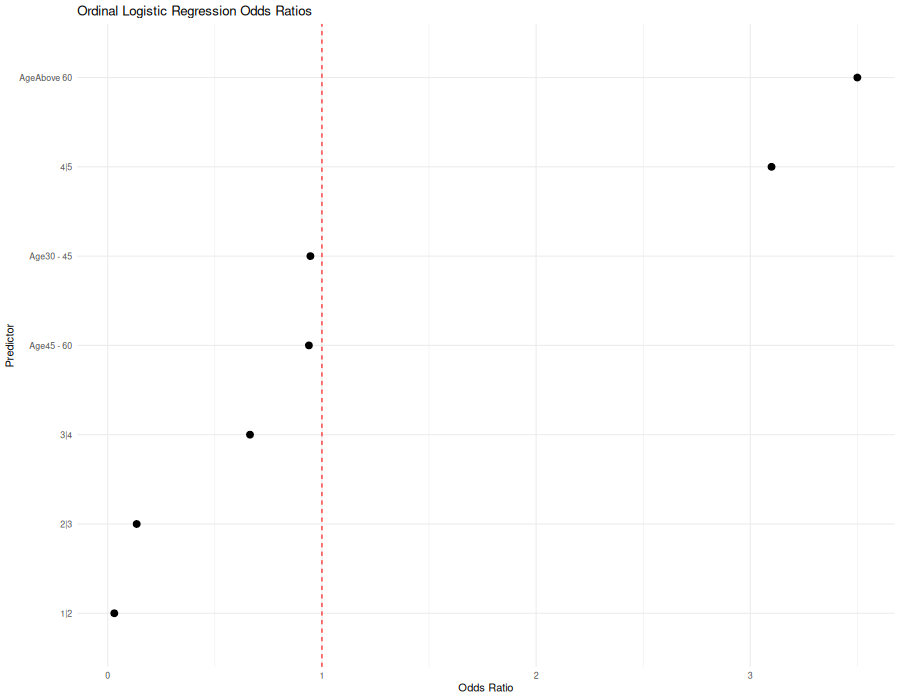 Ordinal Logistic Regression Odds Ratios
AgeAbove 60
4|5
Age30 - 45
Age45 - 60
3|4
2|3
1|2
Predictor
0 1 2 3
Odds Ratio